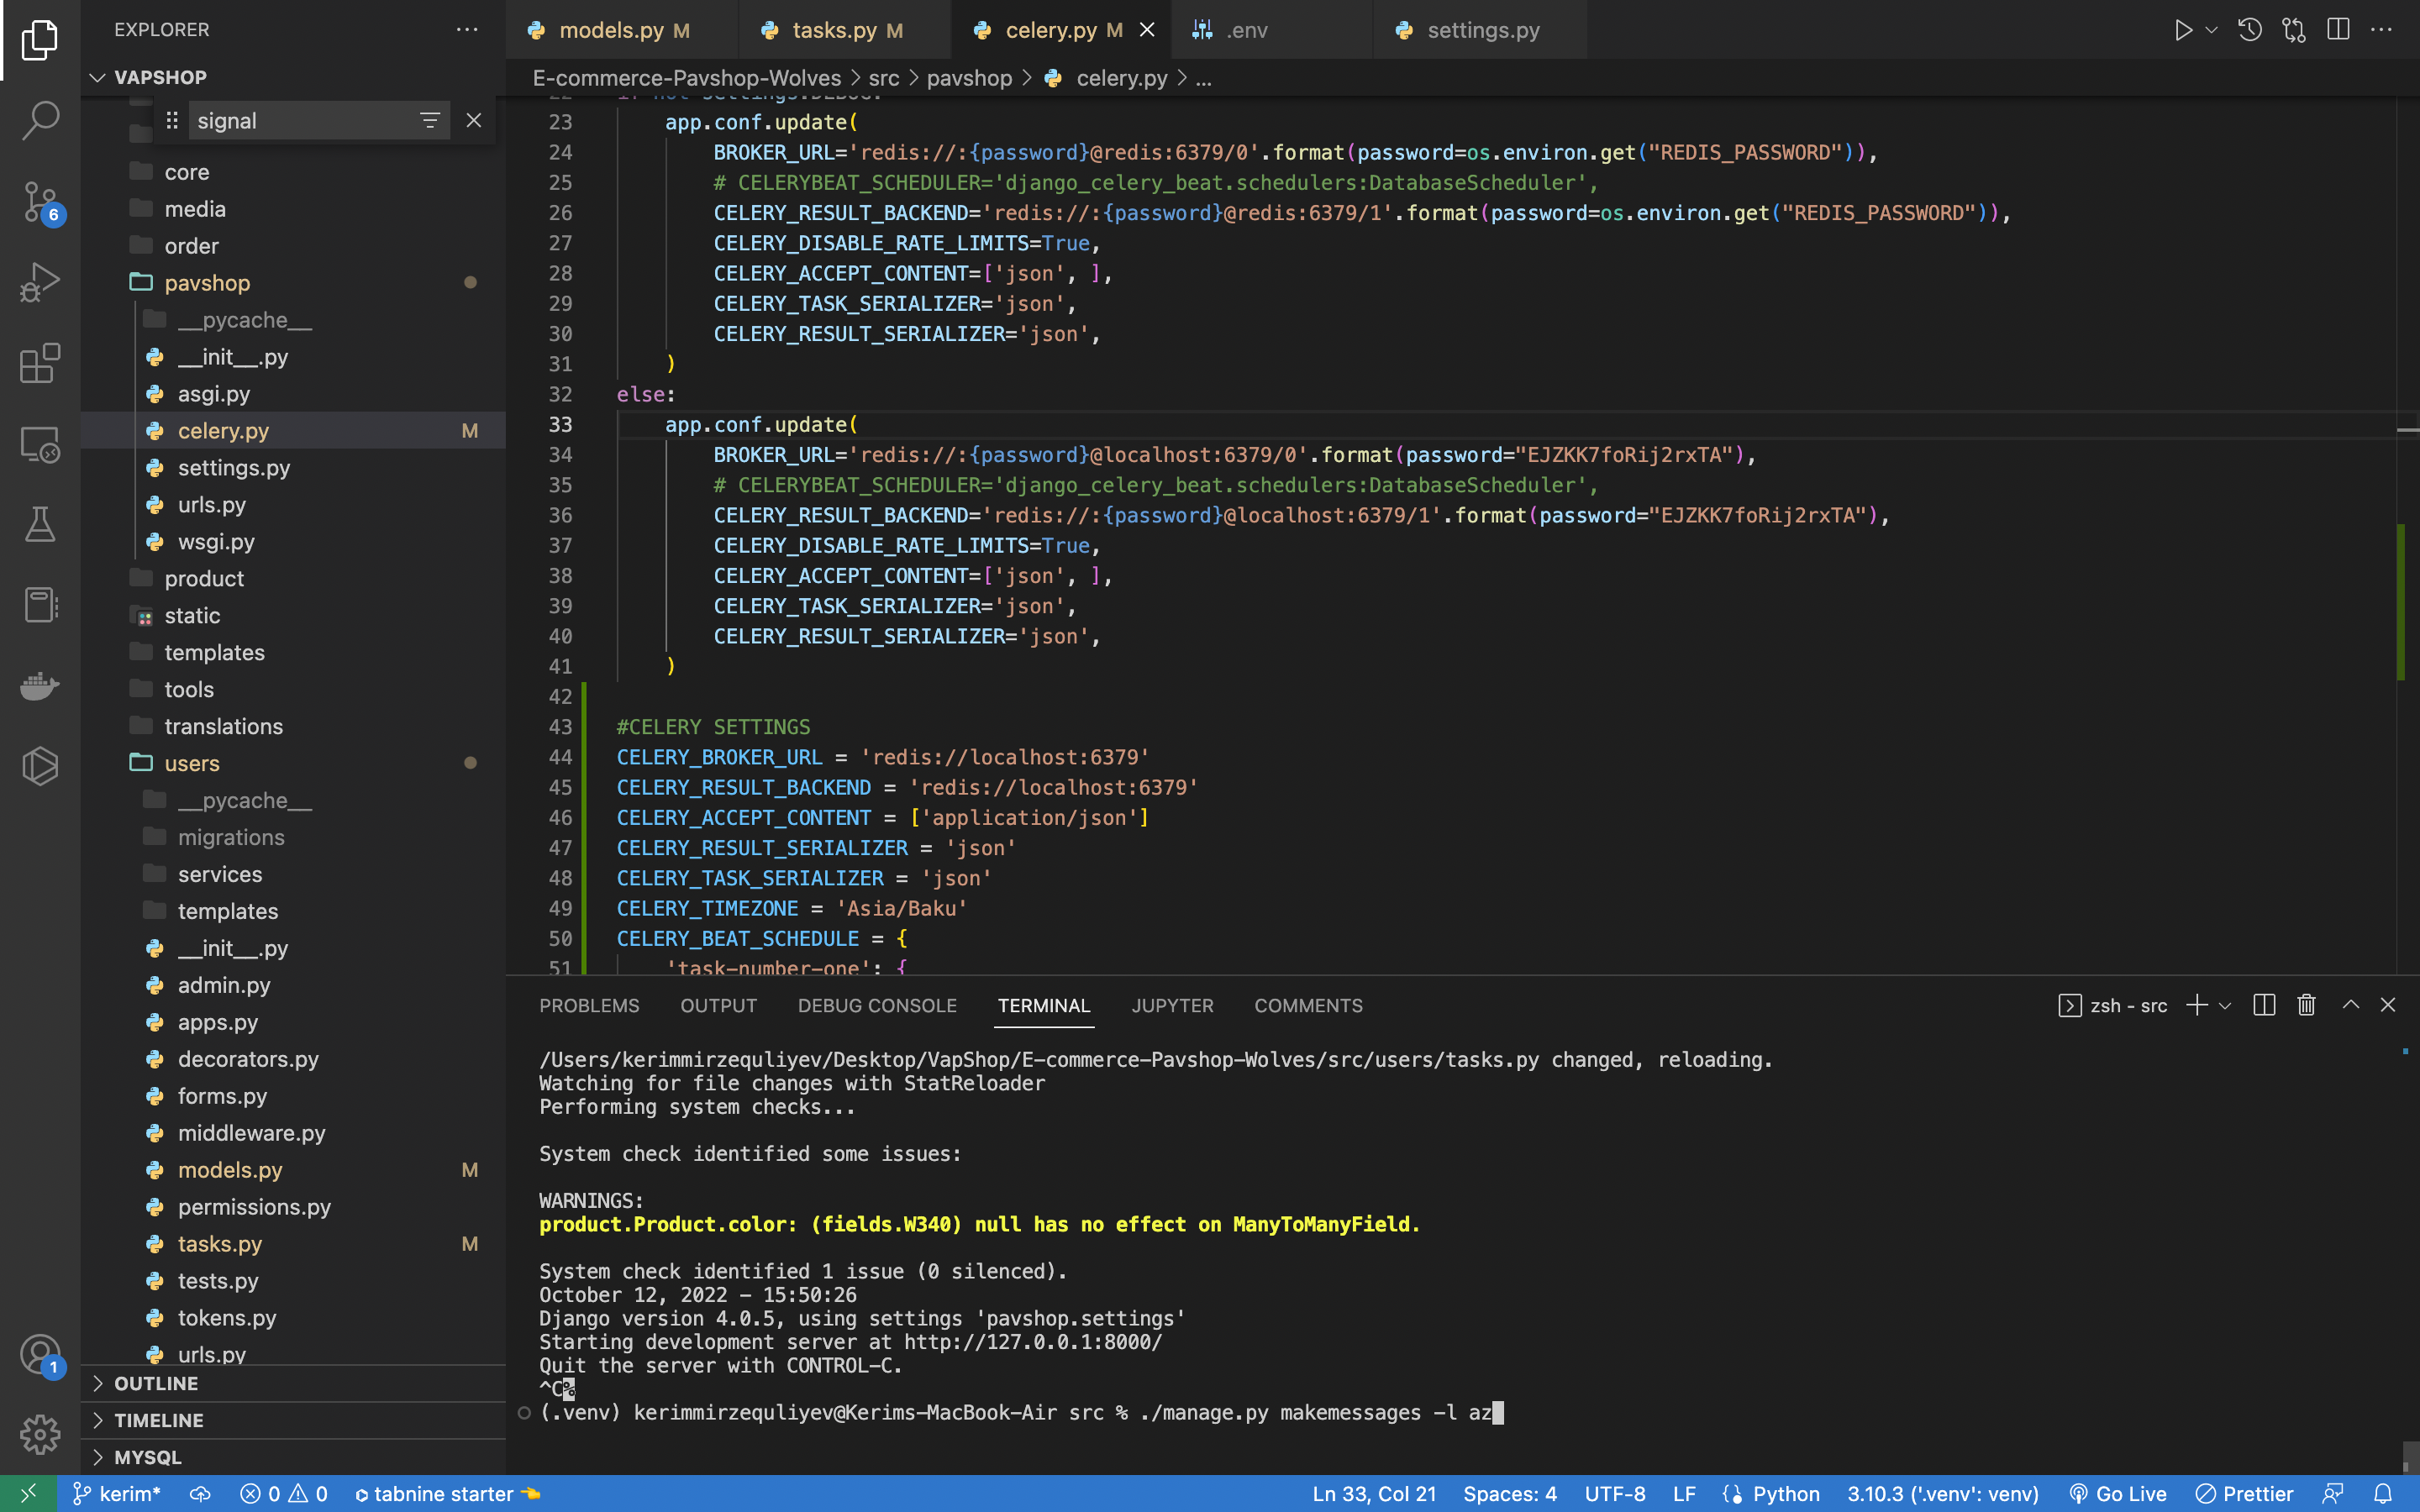 EXPLORER
models.py M
tasks.py M
celery.py M
.env
settings.py
VAPSHOP
E-commerce-Pavshop-Wolves > src > pavshop > celery.py > ...
signal
core
media
order
pavshop
__pycache__
__init__.py
asgi.py
celery.py M
settings.py
urls.py
wsgi.py
product
static
templates
tools
translations
users
__pycache__
migrations
services
templates
__init__.py
admin.py
apps.py
decorators.py
forms.py
middleware.py
models.py M
permissions.py
tasks.py M
tests.py
tokens.py
urls.py
OUTLINE
TIMELINE
MYSQL
6
1
22 if not settings.DEBUG:
23 app.conf.update(
24 BROKER_URL='redis://:{password}@redis:6379/0'.format(password=os.environ.get("REDIS_PASSWORD")),
25 # CELERYBEAT_SCHEDULER='django_celery_beat.schedulers:DatabaseScheduler',
26 CELERY_RESULT_BACKEND='redis://:{password}@redis:6379/1'.format(password=os.environ.get("REDIS_PASSWORD")),
27 CELERY_DISABLE_RATE_LIMITS=True,
28 CELERY_ACCEPT_CONTENT=['json', ],
29 CELERY_TASK_SERIALIZER='json',
30 CELERY_RESULT_SERIALIZER='json',
31 )
32 else:
33 app.conf.update(
34 BROKER_URL='redis://:{password}@localhost:6379/0'.format(password="EJZKK7foRij2rxTA"),
35 # CELERYBEAT_SCHEDULER='django_celery_beat.schedulers:DatabaseScheduler',
36 CELERY_RESULT_BACKEND='redis://:{password}@localhost:6379/1'.format(password="EJZKK7foRij2rxTA"),
37 CELERY_DISABLE_RATE_LIMITS=True,
38 CELERY_ACCEPT_CONTENT=['json', ],
39 CELERY_TASK_SERIALIZER='json',
40 CELERY_RESULT_SERIALIZER='json',
41 )
42
43 #CELERY SETTINGS
44 CELERY_BROKER_URL = 'redis://localhost:6379'
45 CELERY_RESULT_BACKEND = 'redis://localhost:6379'
46 CELERY_ACCEPT_CONTENT = ['application/json']
47 CELERY_RESULT_SERIALIZER = 'json'
48 CELERY_TASK_SERIALIZER = 'json'
49 CELERY_TIMEZONE = 'Asia/Baku'
50 CELERY_BEAT_SCHEDULE = {
51 'task-number-one': {
PROBLEMS OUTPUT DEBUG CONSOLE TERMINAL JUPYTER COMMENTS
zsh - src
/Users/kerimmirzequliyev/Desktop/VapShop/E-commerce-Pavshop-Wolves/src/users/tasks.py changed, reloading.
Watching for file changes with StatReloader
Performing system checks...
System check identified some issues:
WARNINGS:
product.Product.color: (fields.W340) null has no effect on ManyToManyField.
System check identified 1 issue (0 silenced).
October 12, 2022 - 15:50:26
Django version 4.0.5, using settings 'pavshop.settings'
Starting development server at http://127.0.0.1:8000/
Quit the server with CONTROL-C.
^C%
(.venv) kerimmirzequliyev@Kerims-MacBook-Air src % ./manage.py makemessages -l az
kerim* 0 0 tabnine starter Ln 33, Col 21 Spaces: 4 UTF-8 LF Python 3.10.3 ('.venv': venv) Go Live Prettier